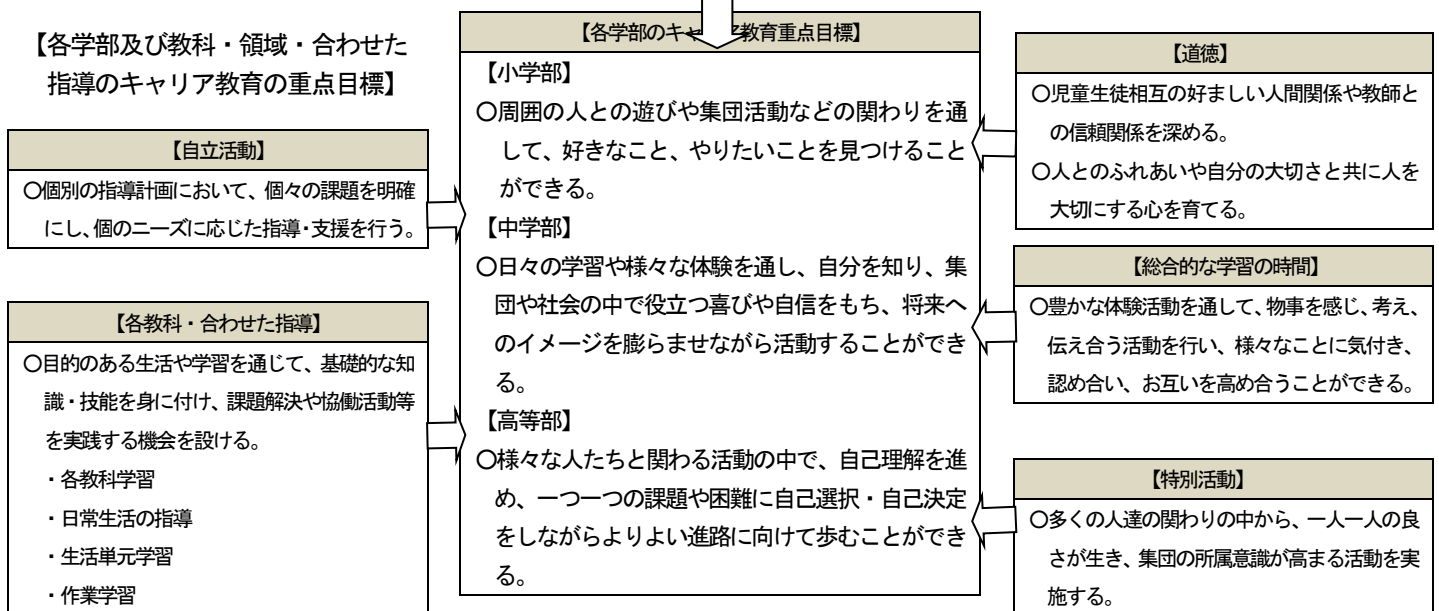 【各学部及び教科・領域・合わせた
指導のキャリア教育の重点目標】
【自立活動】
○個別の指導計画において、個々の課題を明確
にし、個のニーズに応じた指導・支援を行う。
【各教科・合わせた指導】
○目的のある生活や学習を通じて、基礎的な知
識・技能を身に付け、課題解決や協働活動等
を実践する機会を設ける。
・各教科学習
・日常生活の指導
・生活単元学習
・作業学習
【各学部のキャ 教育重点目標】
【小学部】
○周囲の人との遊びや集団活動などの関わりを通
して、好きなこと、やりたいことを見つけること
ができる。
【中学部】
○日々の学習や様々な体験を通し、自分を知り、集
団や社会の中で役立つ喜びや自信をもち、将来へ
のイメージを膨らませながら活動することができ
る。
【高等部】
○様々な人たちと関わる活動の中で、自己理解を進
め、一つ一つの課題や困難に自己選択・自己決定
をしながらよりよい進路に向けて歩むことができ
る。
【道徳】
○児童生徒相互の好ましい人間関係や教師と
の信頼関係を深める。
○人とのふれあいや自分の大切さと共に人を
大切にする心を育てる。
【総合的な学習の時間】
○豊かな体験活動を通して、物事を感じ、考え、
伝え合う活動を行い、様々なことに気付き、
認め合い、お互いを高め合うことができる。
【特別活動】
○多くの人達の関わりの中から、一人一人の良
さが生き、集団の所属意識が高まる活動を実
施する。